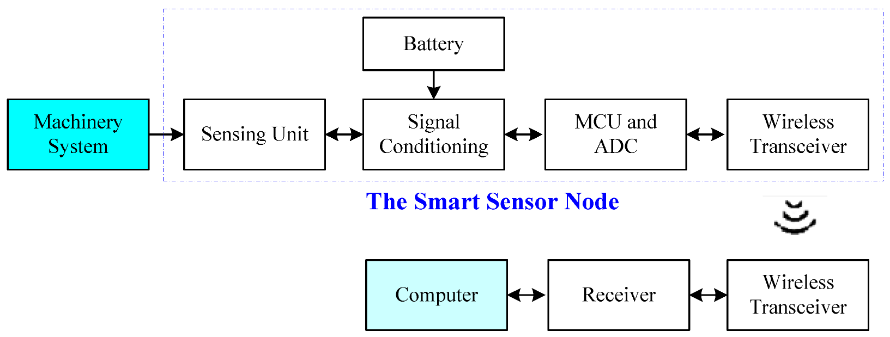 Battery
Machinery
System
Sensing Unit
Signal
Conditioning
MCU and
ADC
Wireless
Transceiver
The Smart Sensor Node
Computer
Receiver
Wireless
Transceiver